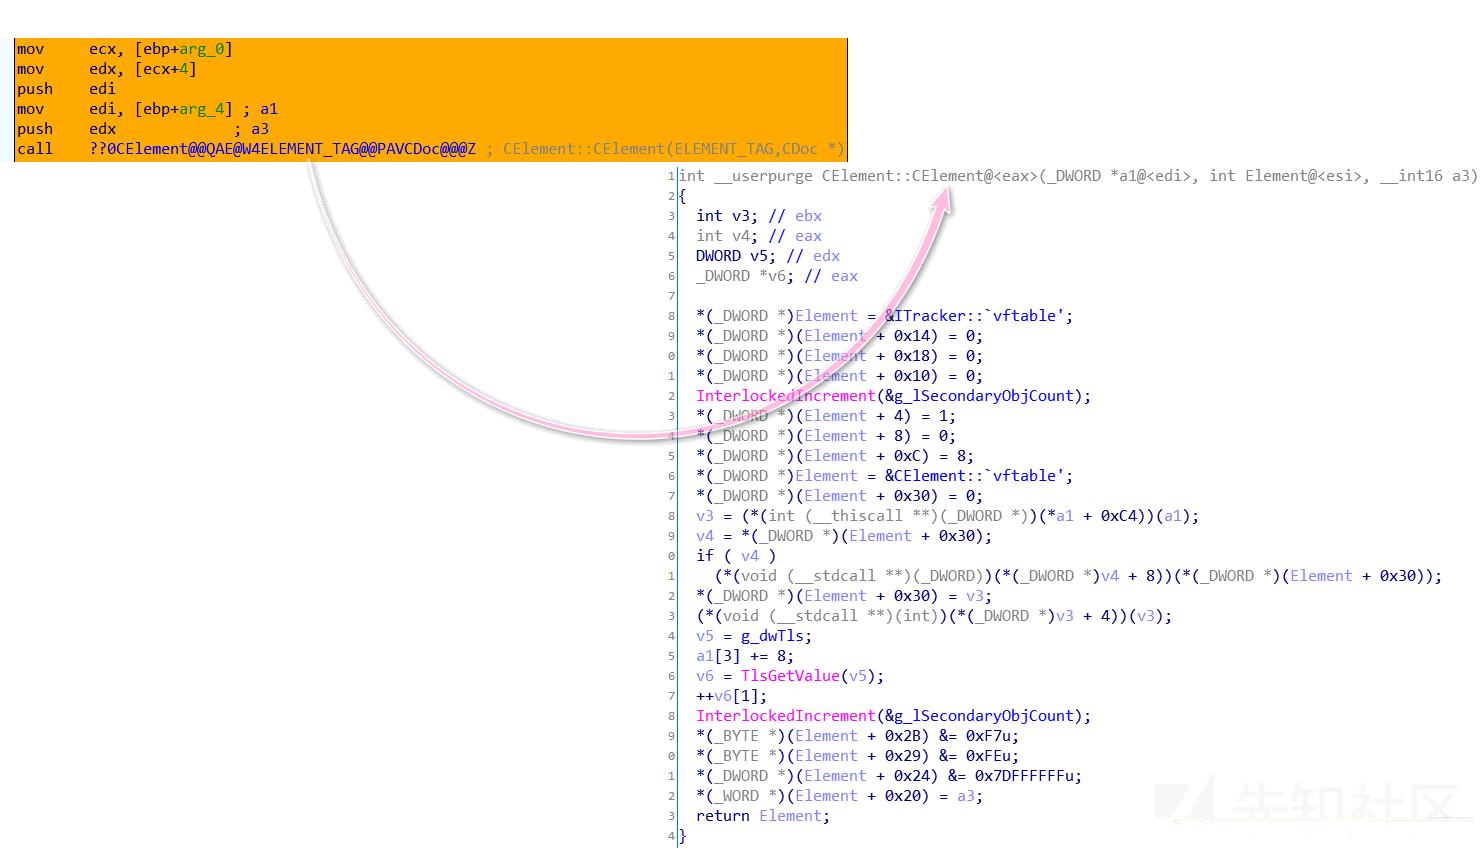 mov ecx, [ebp+arg_0]
mov edx, [ecx+4]
push edi
mov edi, [ebp+arg_4] ; a1
push edx ; a3
call ??0CElement@@QAE@W4ELEMENT_TAG@@PAVCDoc@@@Z ; CElement::CElement(ELEMENT_TAG,CDoc *)
1 int __userpurge CElement::CElement@<eax>(_DWORD *a1@<edi>, int Element@<esi>, __int16 a3)
2 {
3 int v3; // ebx
4 int v4; // eax
5 DWORD v5; // edx
6 _DWORD *v6; // eax
7
8 *(_DWORD *)Element = &ITracker::`vftable';
9 *(_DWORD *)(Element + 0x14) = 0;
0 *(_DWORD *)(Element + 0x18) = 0;
1 *(_DWORD *)(Element + 0x10) = 0;
2 InterlockedIncrement(&g_lSecondaryObjCount);
3 *(_DWORD *)(Element + 4) = 1;
4 *(_DWORD *)(Element + 8) = 0;
5 *(_DWORD *)(Element + 0xC) = 8;
6 *(_DWORD *)Element = &CElement::`vftable';
7 *(_DWORD *)(Element + 0x30) = 0;
8 v3 = (*(int (__thiscall **)(_DWORD *))(*a1 + 0xC4))(a1);
9 v4 = *(_DWORD *)(Element + 0x30);
0 if ( v4 )
1 (*(void (__stdcall **)(_DWORD))(*(_DWORD *)v4 + 8))(*(_DWORD *)(Element + 0x30));
2 *(_DWORD *)(Element + 0x30) = v3;
3 (*(void (__stdcall **)(int))(*(_DWORD *)v3 + 4))(v3);
4 v5 = g_dwTls;
5 a1[3] += 8;
6 v6 = TlsGetValue(v5);
7 ++v6[1];
8 InterlockedIncrement(&g_lSecondaryObjCount);
9 *(_BYTE *)(Element + 0x2B) &= 0xF7u;
0 *(_BYTE *)(Element + 0x29) &= 0xFEu;
1 *(_DWORD *)(Element + 0x24) &= 0x7DFFFFFFu;
2 *(_WORD *)(Element + 0x20) = a3;
3 return Element;
4 }
先知社区